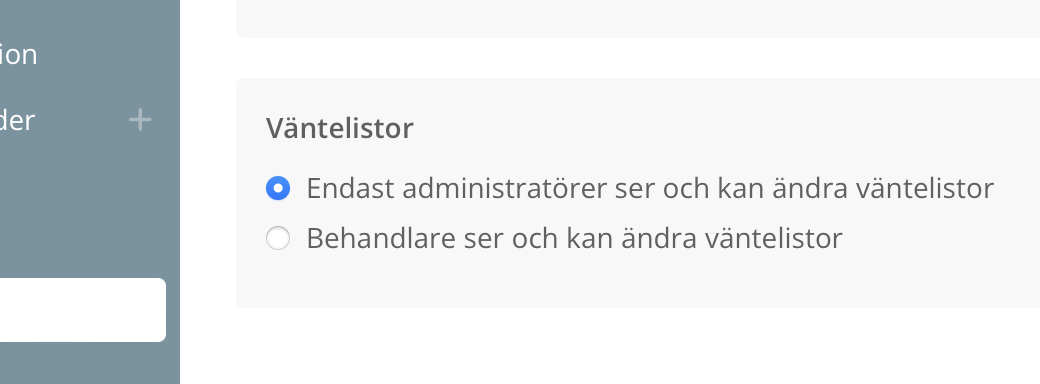 ion
der
Väntelistor
Endast administratörer ser och kan ändra väntelistor
Behandlare ser och kan ändra väntelistor